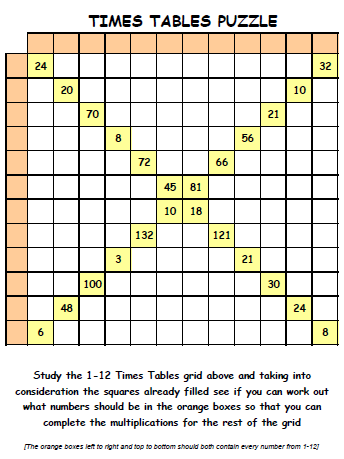 TIMES TABLES PUZZLE
24 32
20 10
70 21
8 56
72 66
45 81
10 18
132 121
3 21
100 30
48 24
6 8
Study the 1-12 Times Tables grid above and taking into
consideration the squares already filled see if you can work out
what numbers should be in the orange boxes so that you can
complete the multiplications for the rest of the grid
[The orange boxes left to right and top to bottom should both contain every number from 1-12]